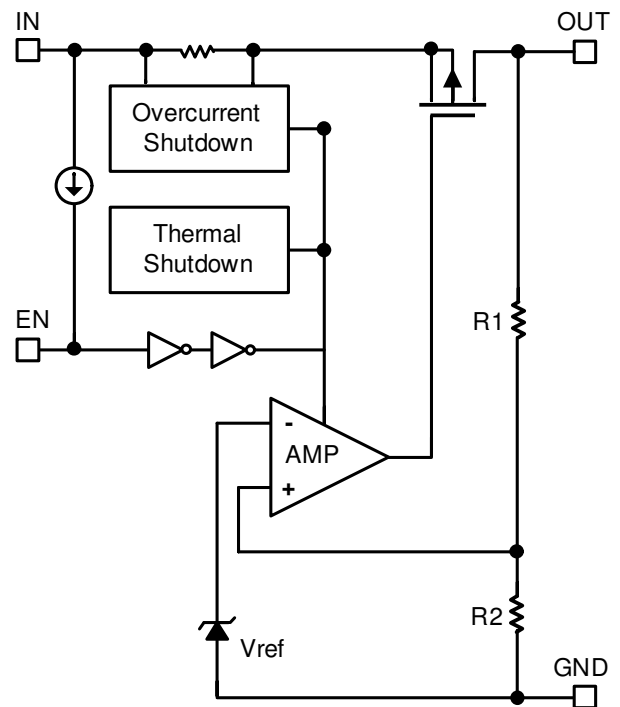 IN
OUT
Overcurrent
Shutdown
Thermal
Shutdown
EN
R1
-
AMP
+
R2
Vref
GND